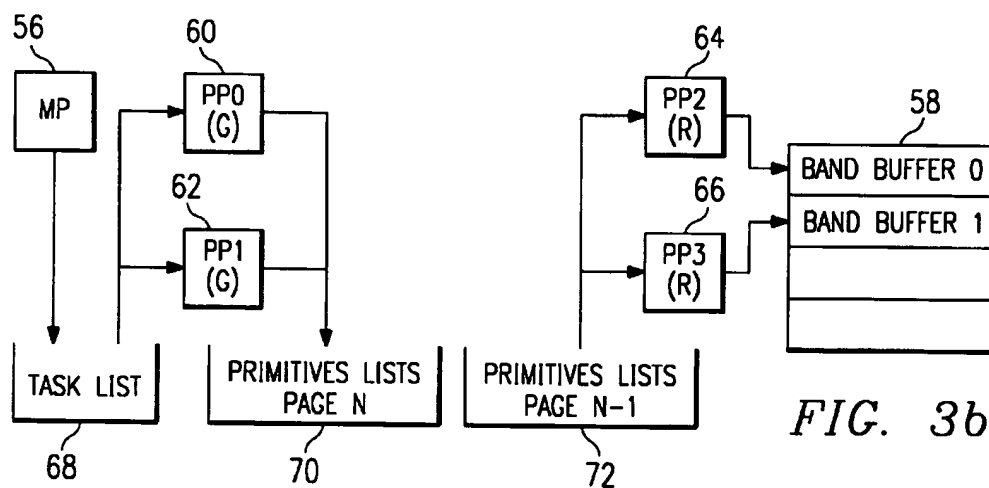 56
MP
60
PP0
(G)
62
PP1
(G)
TASK LIST
68
PRIMITIVES LISTS
PAGE N
70
64
PP2
(R)
66
PP3
(R)
58
BAND BUFFER 0
BAND BUFFER 1
PRIMITIVES LISTS
PAGE N-1
72
FIG. 3b